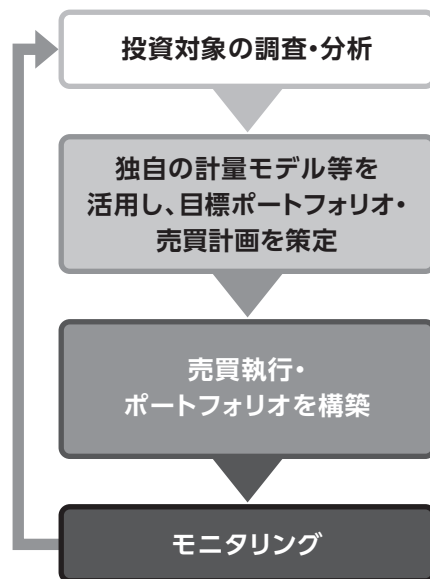 投資対象の調査・分析
独自の計量モデル等を
活用し、目標ポートフォリオ・
売買計画を策定
売買執行・
ポートフォリオを構築
モニタリング